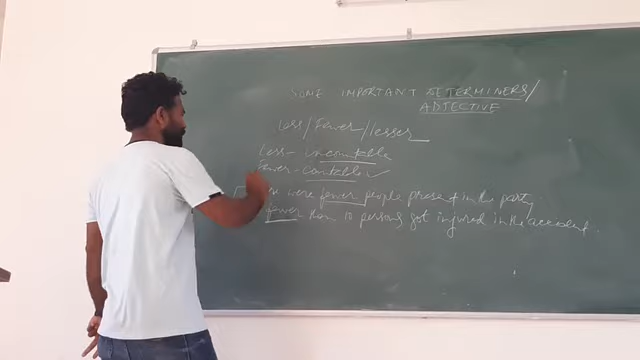 SOME IMPORTANT DETERMINERS/
ADJECTIVE
Less/Fewer/lesser
Less - uncountable
Fewer - countable
were fewer people present in the party
fewer than 10 persons got injured in the accident.